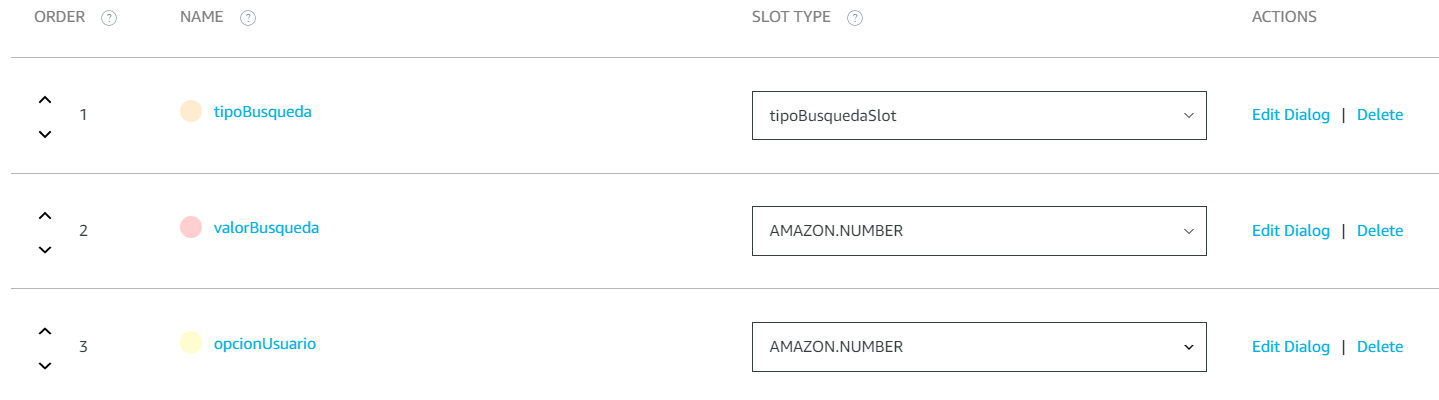 ORDER ? NAME ? SLOT TYPE ? ACTIONS
1 tipoBusqueda tipoBusquedaSlot Edit Dialog | Delete
2 valorBusqueda AMAZON.NUMBER Edit Dialog | Delete
3 opcionUsuario AMAZON.NUMBER Edit Dialog | Delete